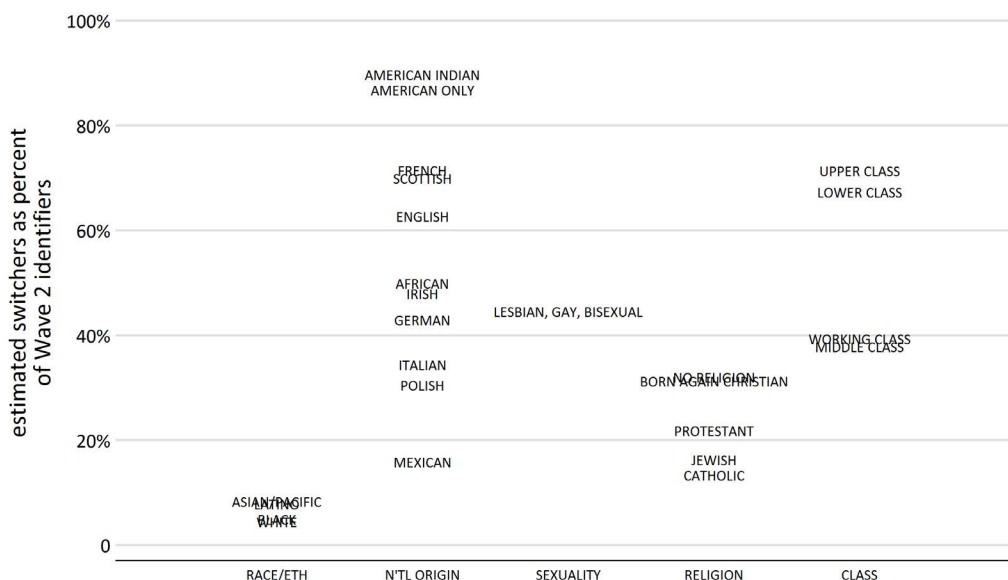 estimated switchers as percent
of Wave 2 identifiers
100%
80%
60%
40%
20%
0
AMERICAN INDIAN
AMERICAN ONLY
FRENCH
SCOTTISH
UPPER CLASS
LOWER CLASS
ENGLISH
AFRICAN
IRISH
LESBIAN, GAY, BISEXUAL
GERMAN
WORKING CLASS
MIDDLE CLASS
ITALIAN
NO RELIGION
BORN AGAIN CHRISTIAN
POLISH
PROTESTANT
MEXICAN
JEWISH
CATHOLIC
ASIAN/PACIFIC
LATINO
BLACK
WHITE
RACE/ETH
N'TL ORIGIN
SEXUALITY
RELIGION
CLASS